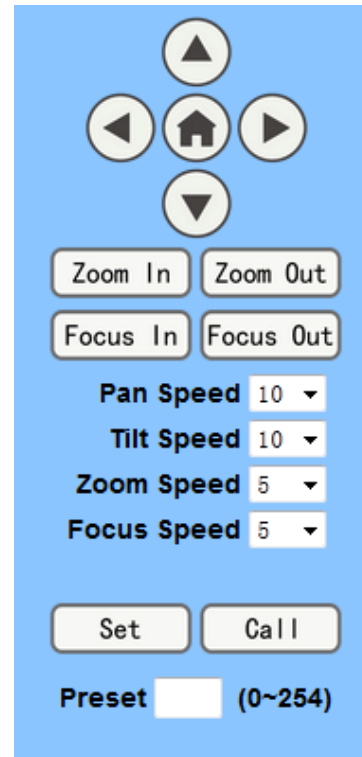 Zoom In Zoom Out
Focus In Focus Out
Pan Speed 10
Tilt Speed 10
Zoom Speed 5
Focus Speed 5
Set Call
Preset (0~254)